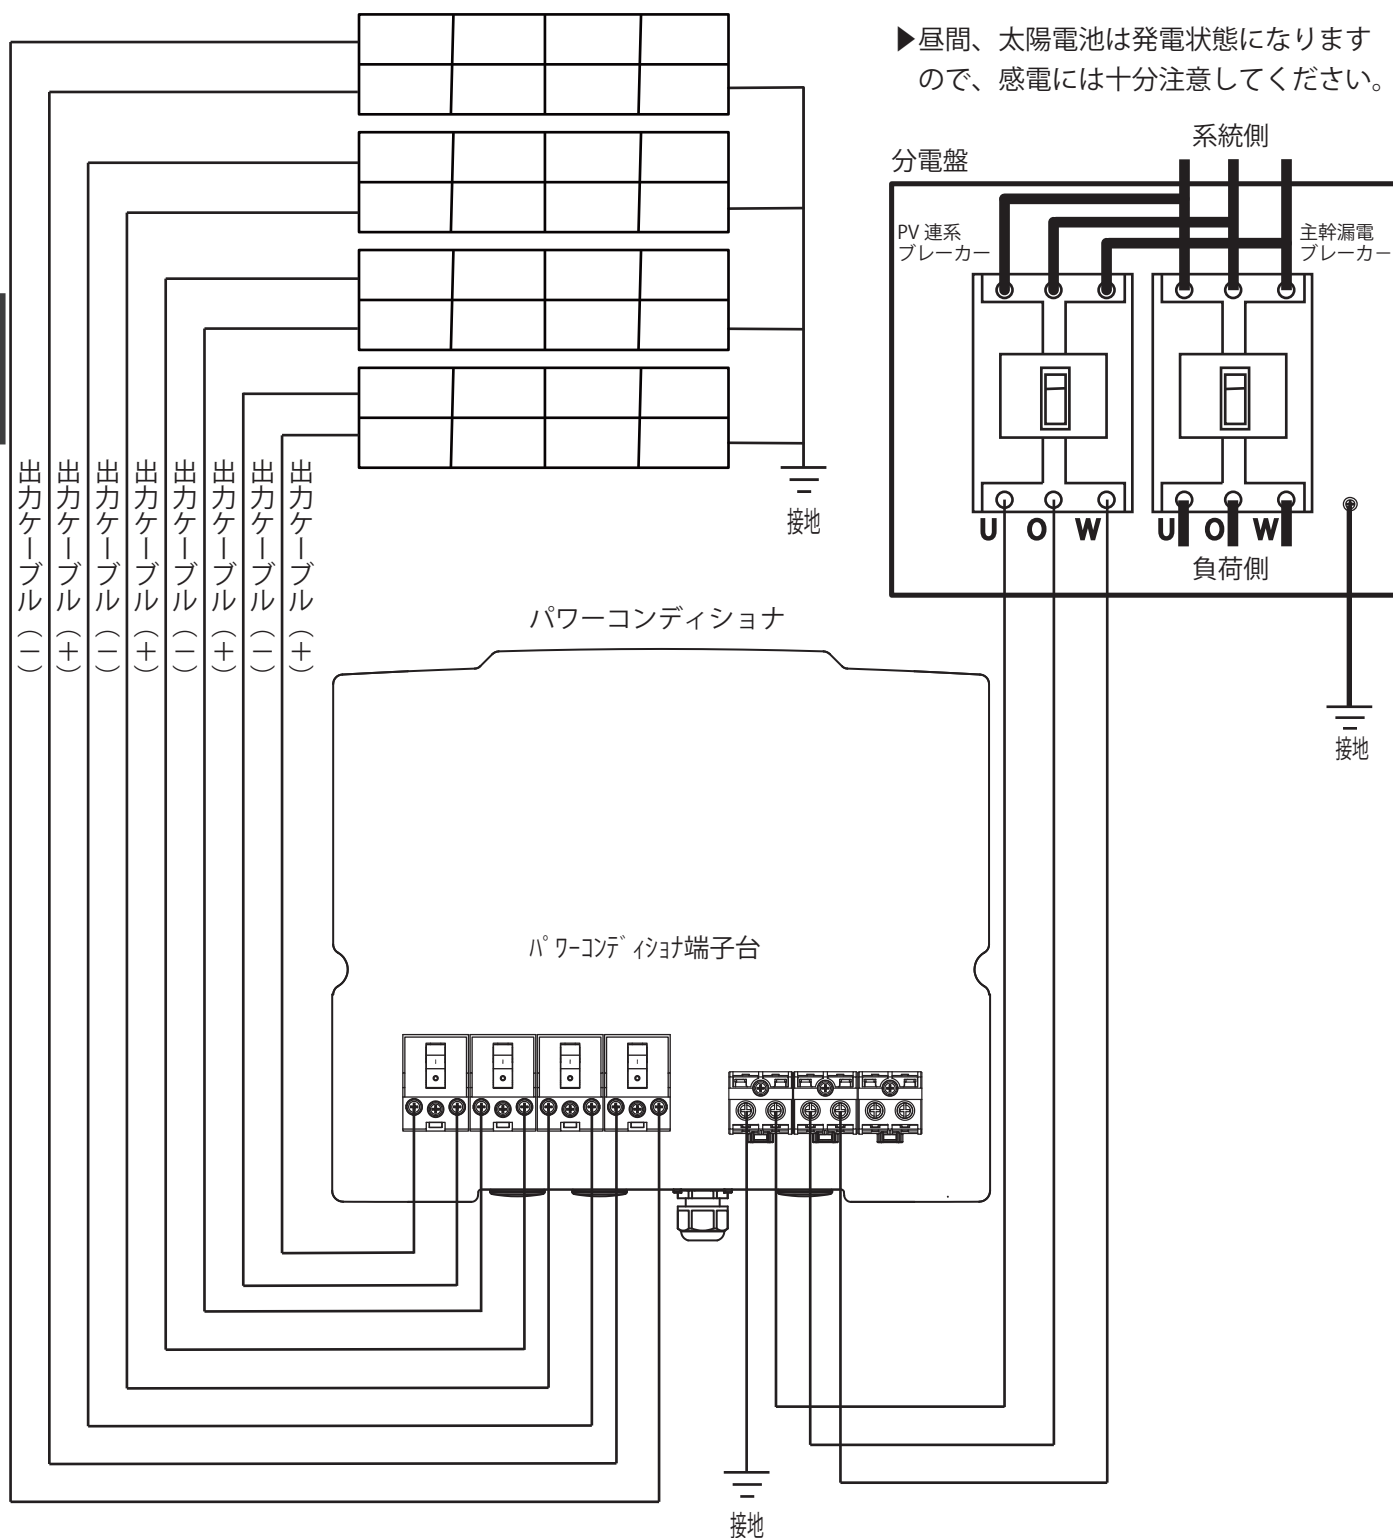 ▶昼間、太陽電池は発電状態になります
ので、感電には十分注意してください。
系統側
分電盤
PV 連系
ブレーカー
主幹漏電
ブレーカー
U O W
U O W
負荷側
接地
接地
出力ケーブル（－）
出力ケーブル（＋）
出力ケーブル（－）
出力ケーブル（＋）
出力ケーブル（－）
出力ケーブル（＋）
出力ケーブル（－）
出力ケーブル（＋）
パワーコンディショナ
ﾊﾟﾜｰｺﾝﾃﾞｨｼｮﾅ端子台
接地